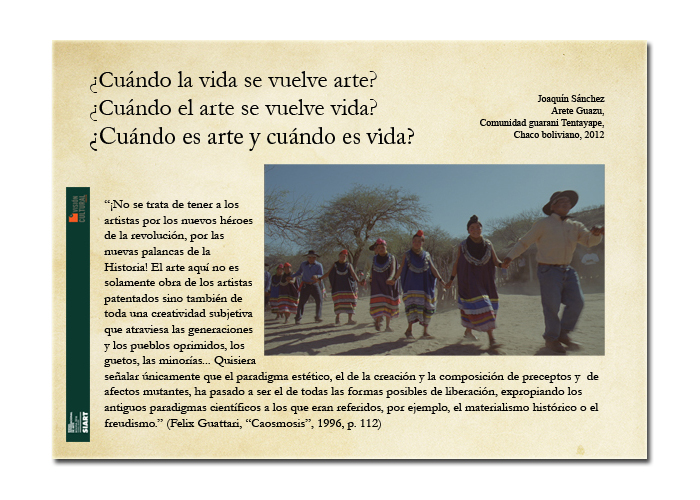 ¿Cuándo la vida se vuelve arte?
¿Cuándo el arte se vuelve vida?
¿Cuándo es arte y cuándo es vida?
Joaquín Sánchez
Arete Guazu,
Comunidad guaraní Tentayape,
Chaco boliviano, 2012
VISIÓN
CULTURAL
“¡No se trata de tener a los
artistas por los nuevos héroes
de la revolución, por las
nuevas palancas de la
Historia! El arte aquí no es
solamente obra de los artistas
patentados sino también de
toda una creatividad subjetiva
que atraviesa las generaciones
y los pueblos oprimidos, los
guetos, las minorías... Quisiera
señalar únicamente que el paradigma estético, el de la creación y la composición de preceptos y  de
afectos mutantes, ha pasado a ser el de todas las formas posibles de liberación, expropiando los
antiguos paradigmas científicos a los que eran referidos, por ejemplo, el materialismo histórico o el
freudismo.” (Felix Guattari, “Caosmosis”, 1996, p. 112)
SIART